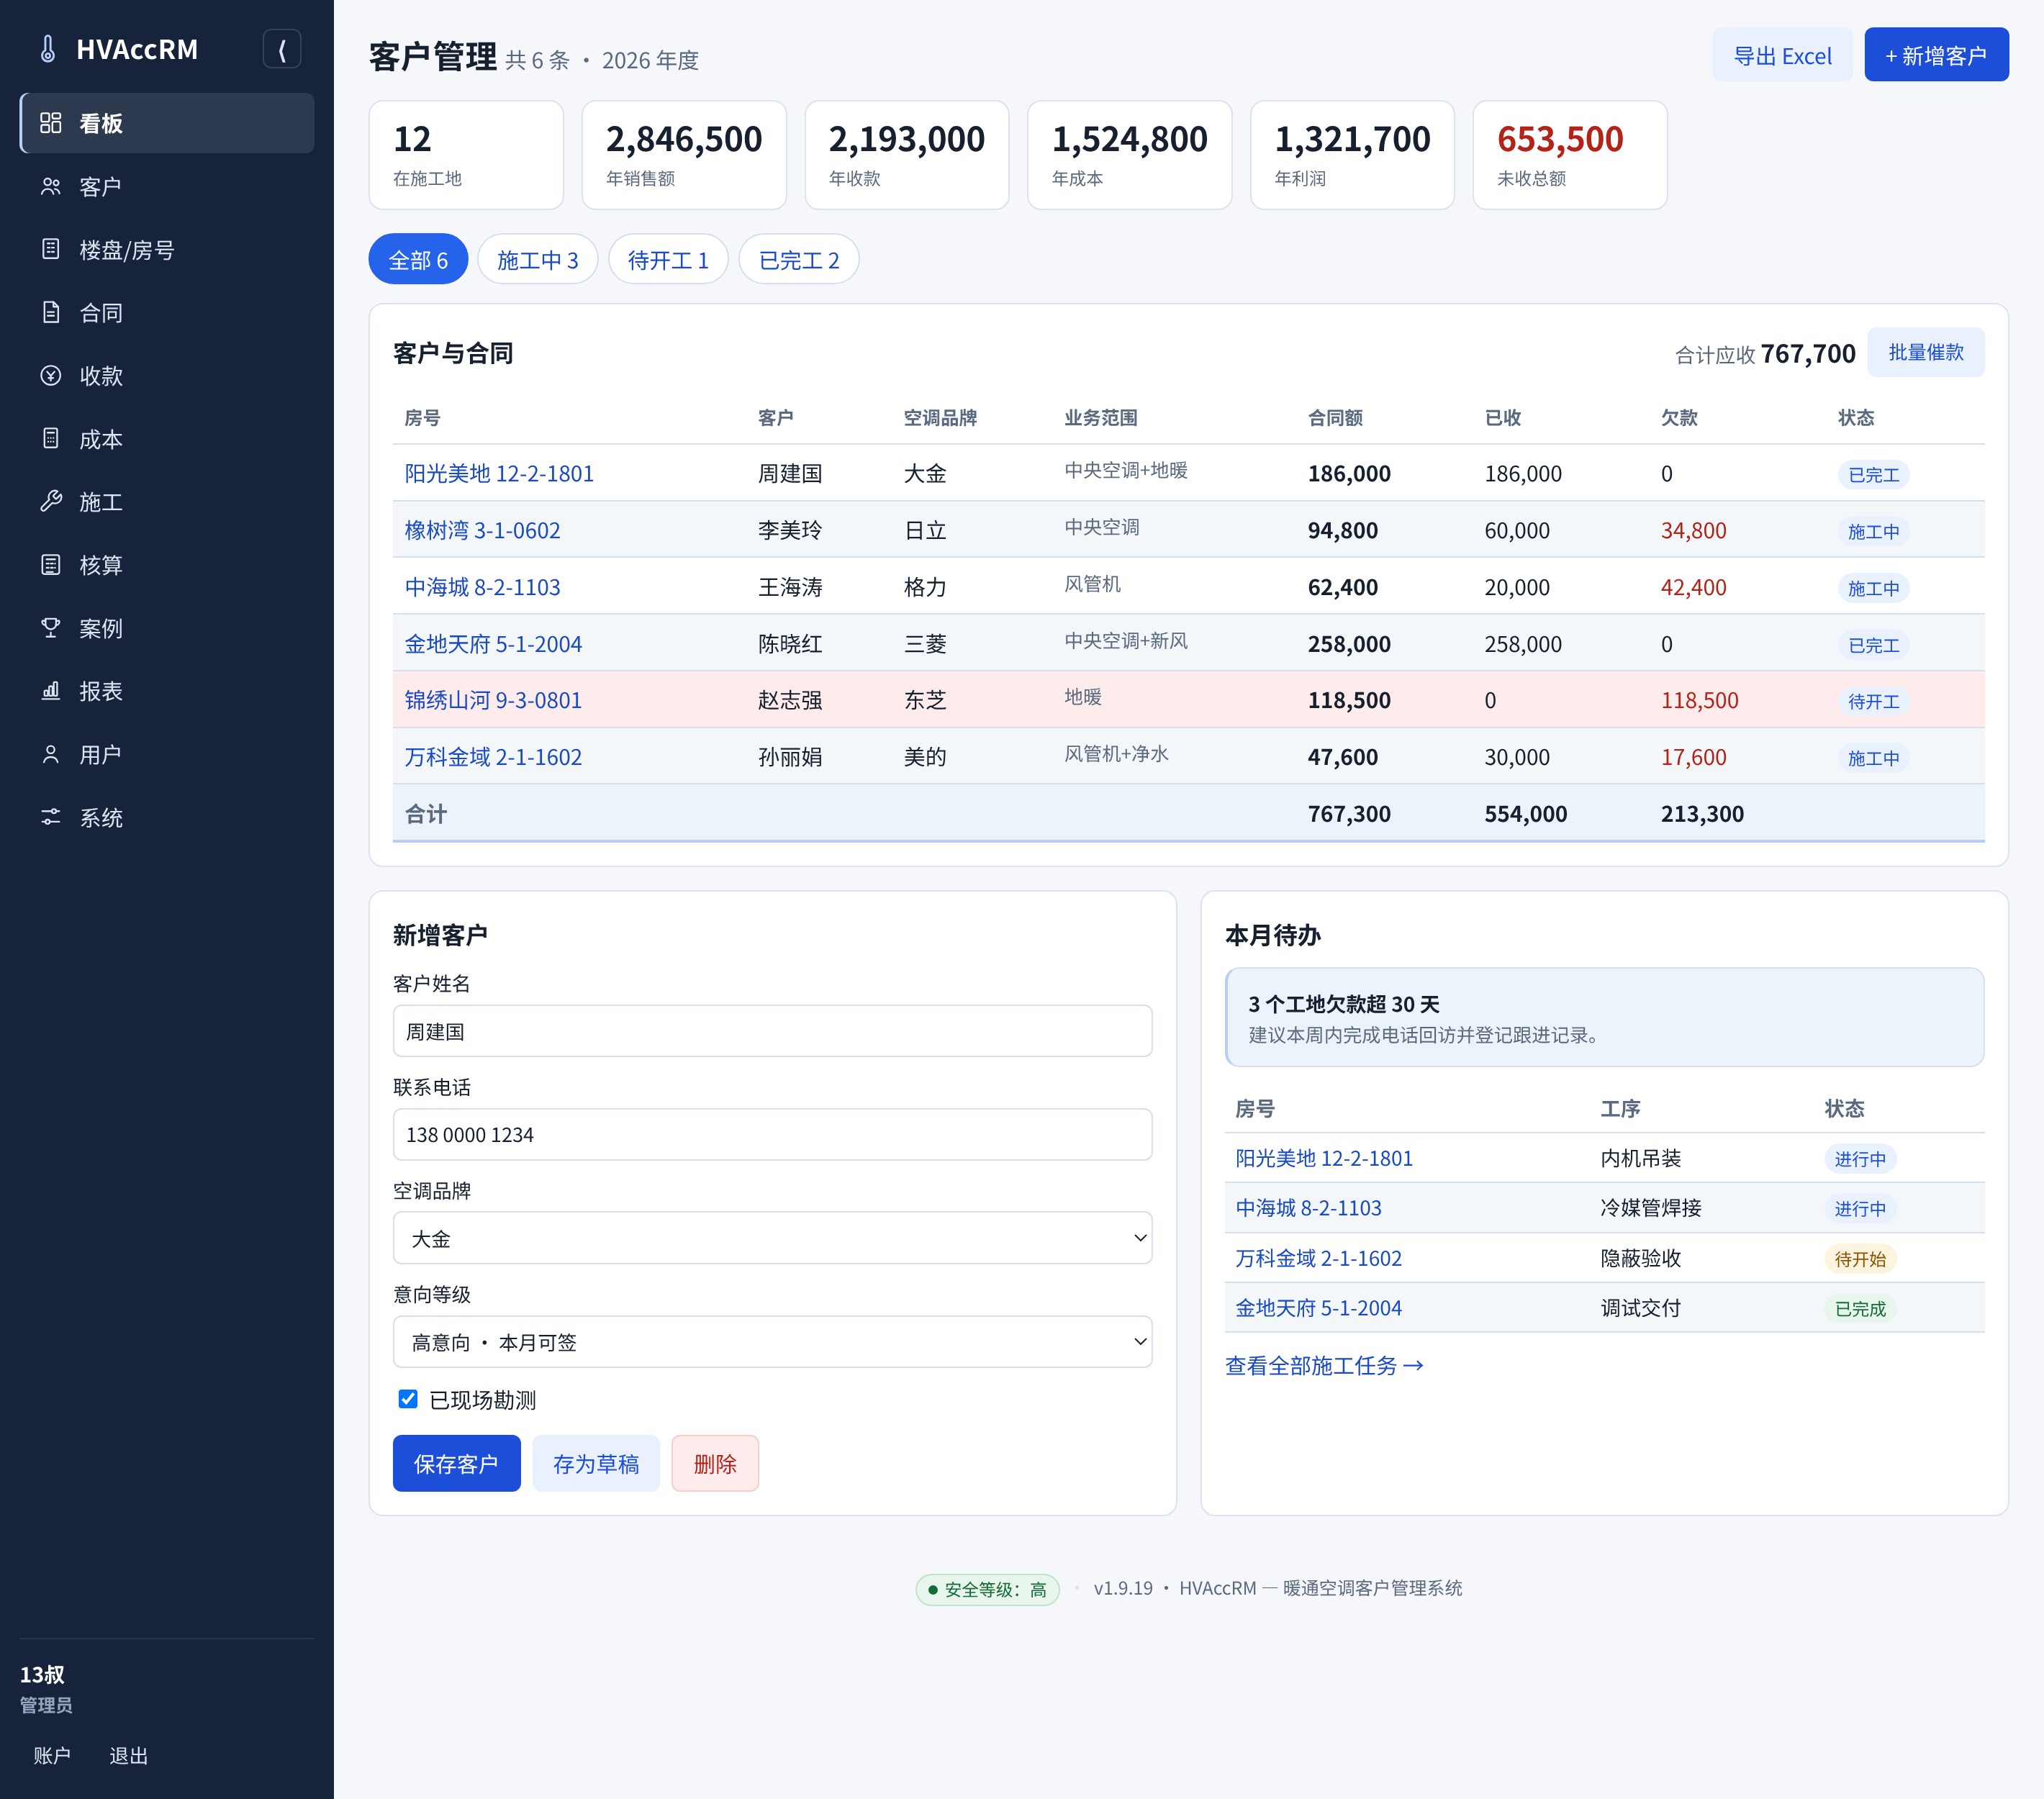 HVAccRM ⟨
看板
客户
楼盘/房号
合同
收款
成本
施工
核算
案例
报表
用户
系统
13叔
管理员
账户 退出
客户管理 共 6 条 · 2026 年度
导出 Excel + 新增客户
12 2,846,500 2,193,000 1,524,800 1,321,700 653,500
在施工地 年销售额 年收款 年成本 年利润 未收总额
全部 6 施工中 3 待开工 1 已完工 2
客户与合同 合计应收 767,700 批量催款
房号 客户 空调品牌 业务范围 合同额 已收 欠款 状态
阳光美地 12-2-1801 周建国 大金 中央空调+地暖 186,000 186,000 0 已完工
橡树湾 3-1-0602 李美玲 日立 中央空调 94,800 60,000 34,800 施工中
中海城 8-2-1103 王海涛 格力 风管机 62,400 20,000 42,400 施工中
金地天府 5-1-2004 陈晓红 三菱 中央空调+新风 258,000 258,000 0 已完工
锦绣山河 9-3-0801 赵志强 东芝 地暖 118,500 0 118,500 待开工
万科金域 2-1-1602 孙丽娟 美的 风管机+净水 47,600 30,000 17,600 施工中
合计 767,300 554,000 213,300
新增客户
客户姓名
周建国
联系电话
138 0000 1234
空调品牌
大金
意向等级
高意向 · 本月可签
已现场勘测
保存客户 存为草稿 删除
本月待办
3 个工地欠款超 30 天
建议本周内完成电话回访并登记跟进记录。
房号 工序 状态
阳光美地 12-2-1801 内机吊装 进行中
中海城 8-2-1103 冷媒管焊接 进行中
万科金域 2-1-1602 隐蔽验收 待开始
金地天府 5-1-2004 调试交付 已完成
查看全部施工任务 →
安全等级：高 · v1.9.19 · HVAccRM — 暖通空调客户管理系统